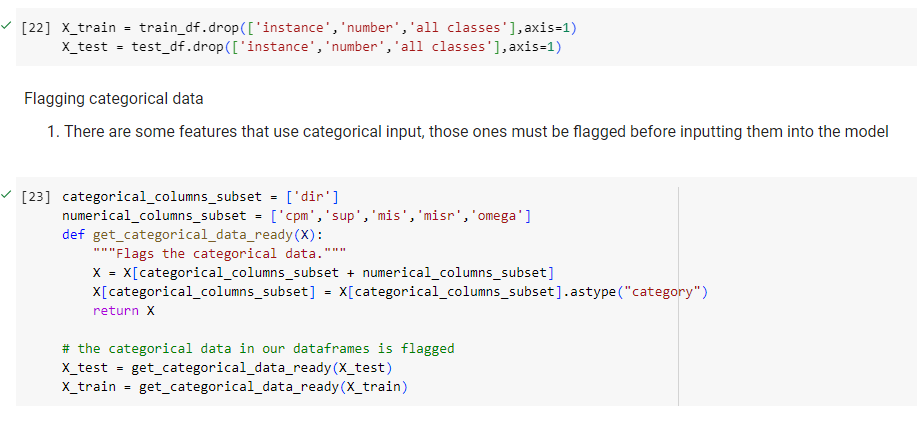 [22] X_train = train_df.drop(['instance','number','all classes'],axis=1)
X_test = test_df.drop(['instance','number','all classes'],axis=1)
Flagging categorical data
1. There are some features that use categorical input, those ones must be flagged before inputting them into the model
[23] categorical_columns_subset = ['dir']
numerical_columns_subset = ['cpm','sup','mis','misr','omega']
def get_categorical_data_ready(X):
"""Flags the categorical data."""
X = X[categorical_columns_subset + numerical_columns_subset]
X[categorical_columns_subset] = X[categorical_columns_subset].astype("category")
return X
# the categorical data in our dataframes is flagged
X_test = get_categorical_data_ready(X_test)
X_train = get_categorical_data_ready(X_train)